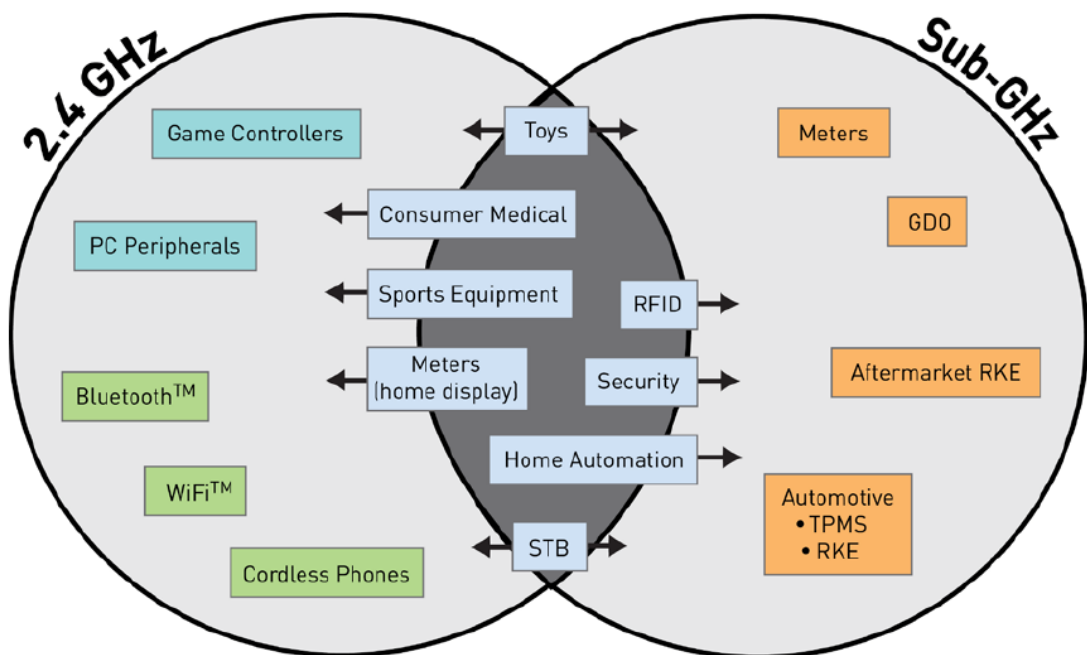 2.4 GHz
Sub-GHz
Game Controllers
Toys
Meters
Consumer Medical
GDO
PC Peripherals
Sports Equipment
RFID
Meters
(home display)
Security
Aftermarket RKE
Bluetooth™
Home Automation
WiFi™
Automotive
• TPMS
• RKE
STB
Cordless Phones